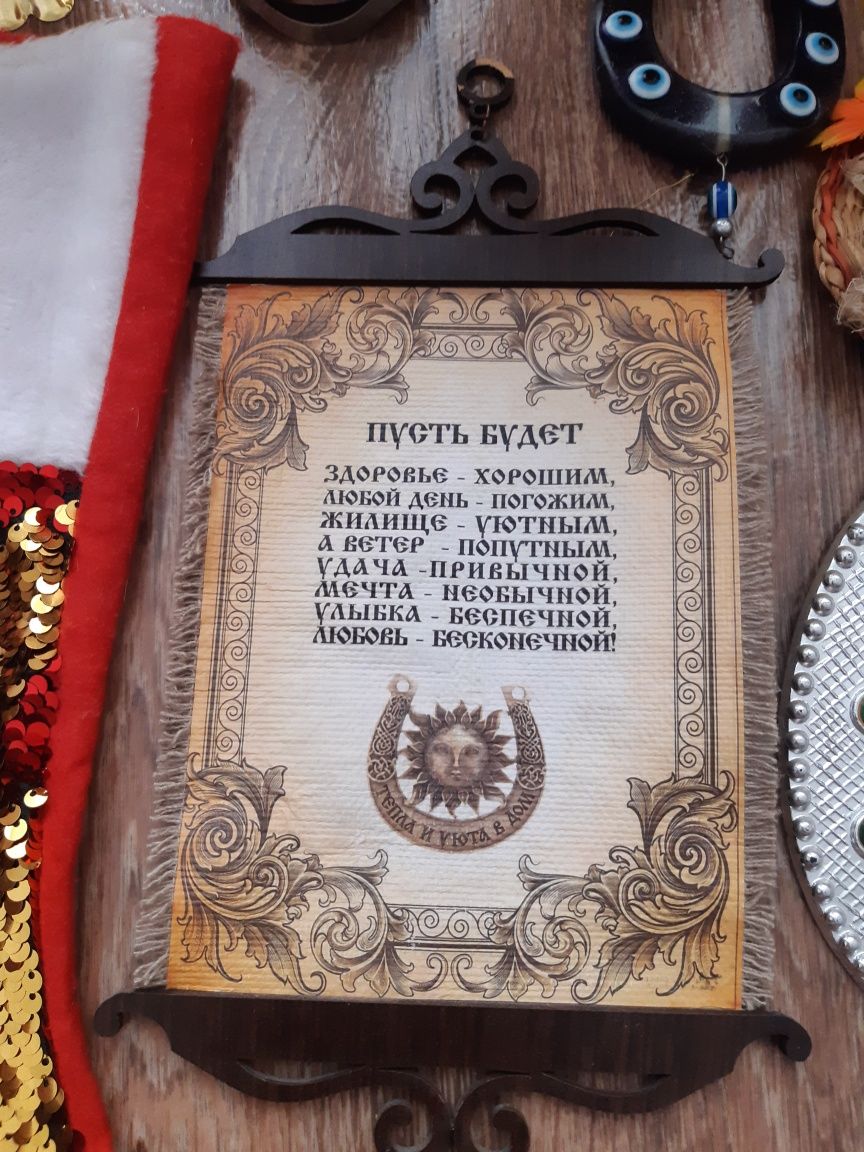 ПУСТЬ БУДЕТ
ЗДОРОВЬЕ - ХОРОШИМ,
ЛЮБОЙ ДЕНЬ - ПОГОЖИМ,
ЖИЛИЩЕ - УЮТНЫМ,
А ВЕТЕР - ПОПУТНЫМ,
УДАЧА -ПРИВЫЧНОЙ,
МЕЧТА - НЕОБЫЧНОЙ,
УЛЫБКА - БЕСПЕЧНОЙ,
ЛЮБОВЬ - БЕСКОНЕЧНОЙ!
ТЕПЛА И УЮТА В ДОМ